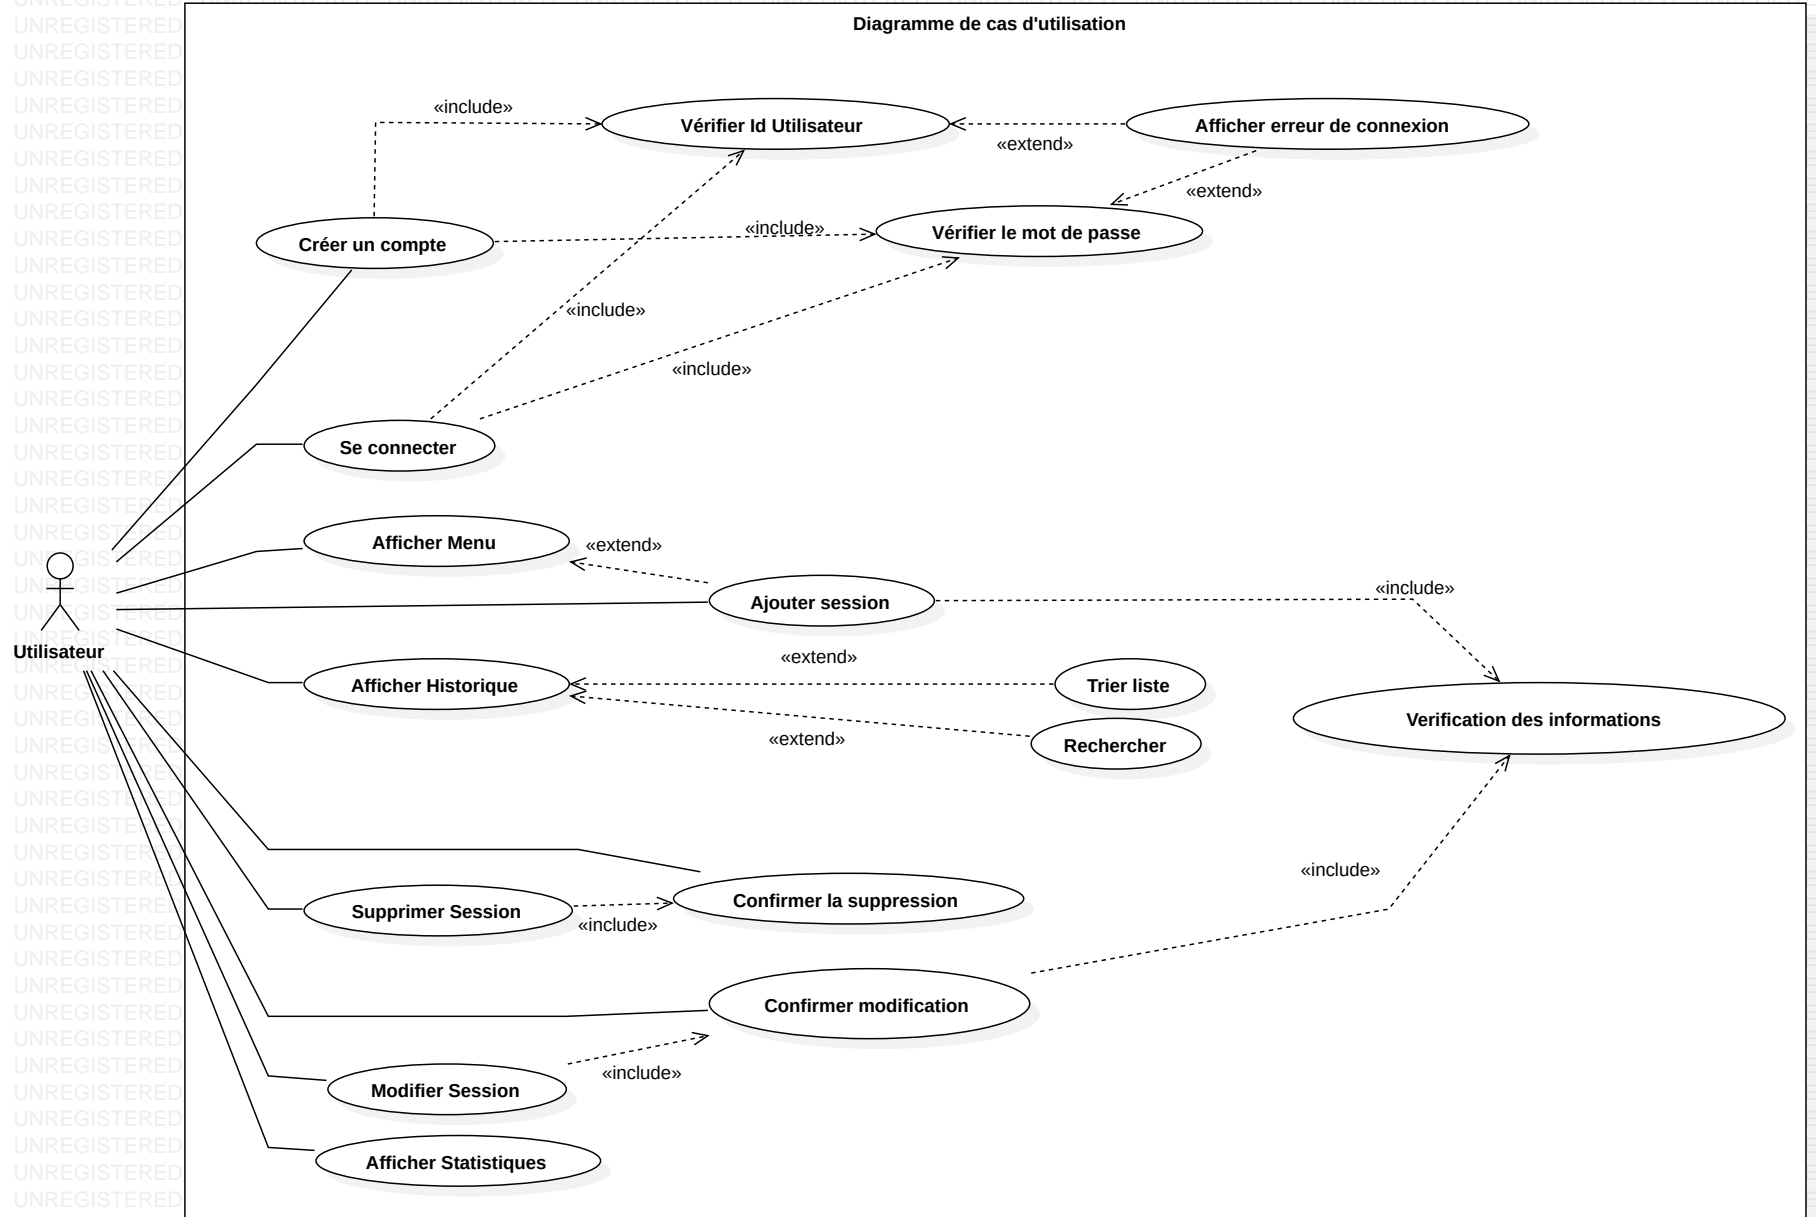 Diagramme de cas d'utilisation
«include»
Vérifier Id Utilisateur
Afficher erreur de connexion
«extend»
«extend»
Créer un compte
«include»
Vérifier le mot de passe
«include»
«include»
Se connecter
Afficher Menu
«extend»
Ajouter session
«include»
Utilisateur
«extend»
Afficher Historique
Trier liste
Verification des informations
«extend»
Rechercher
«include»
Supprimer Session
Confirmer la suppression
«include»
Confirmer modification
Modifier Session
«include»
Afficher Statistiques
UNREGISTERED